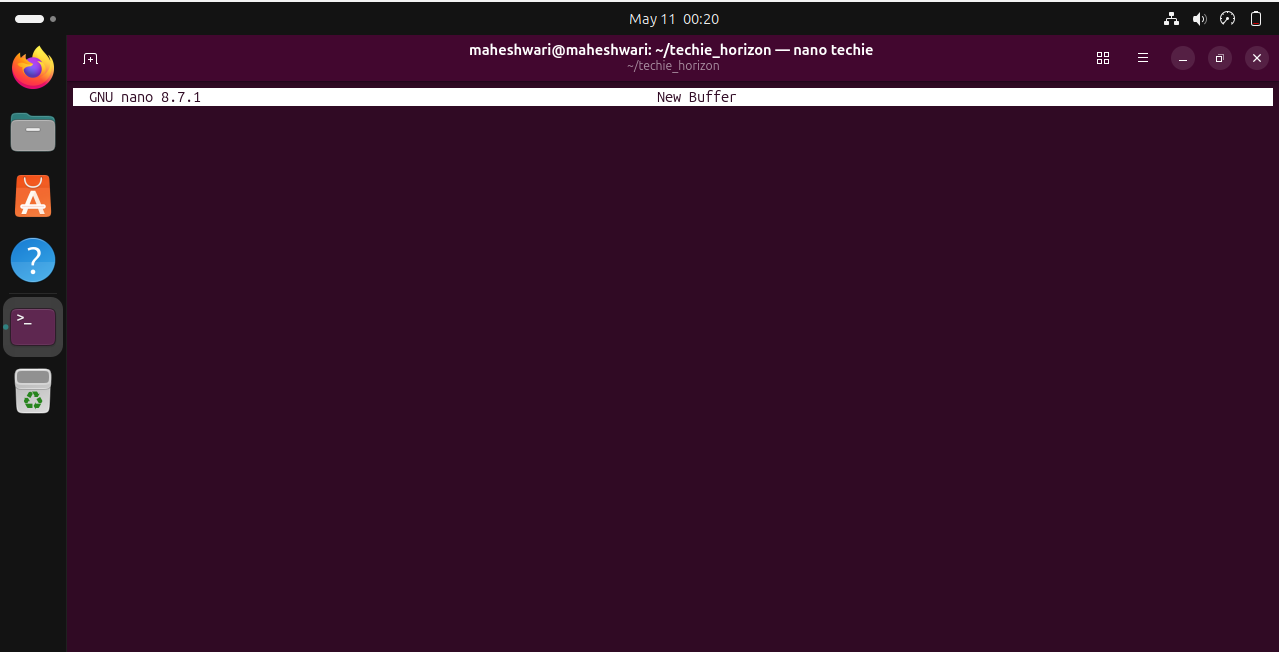 May 11 00:20
maheshwari@maheshwari: ~/techie_horizon — nano techie
~/techie_horizon
GNU nano 8.7.1 New Buffer
?
>_